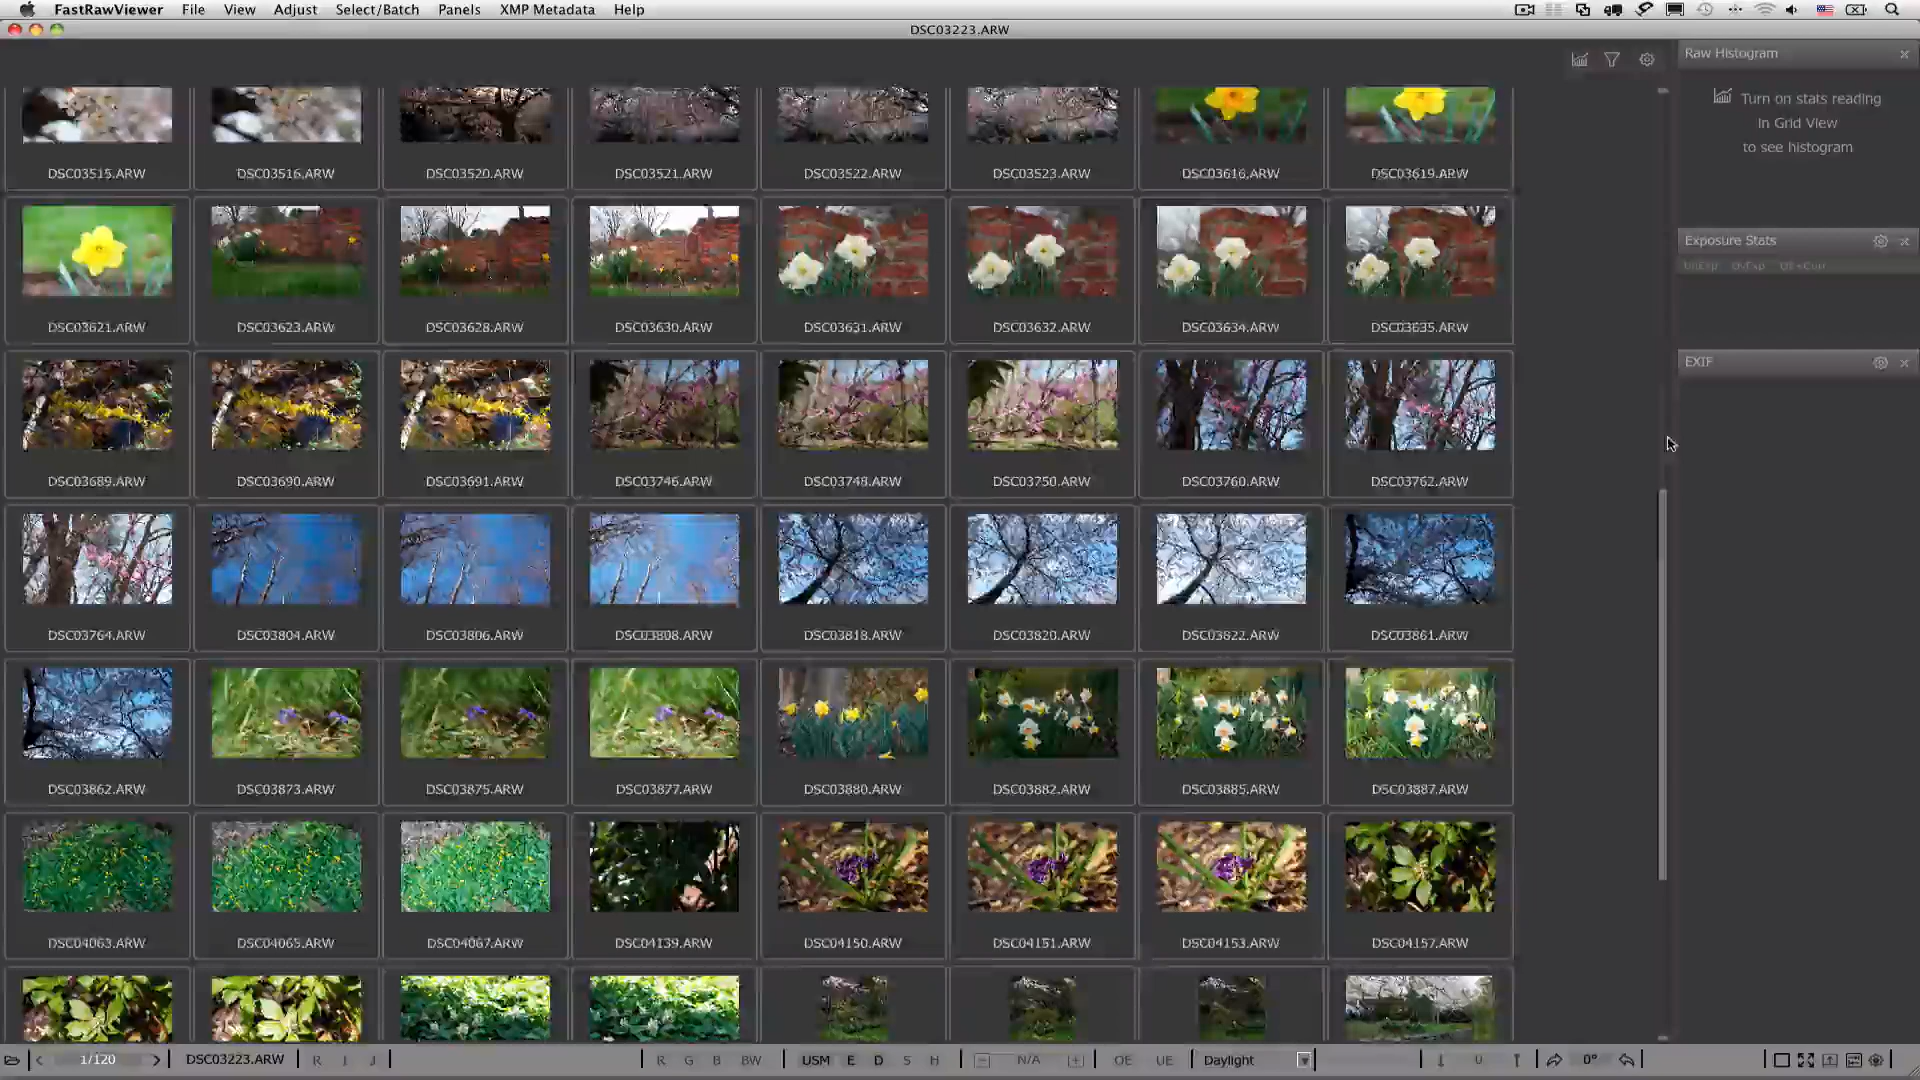 FastRawViewer File View Adjust Select/Batch Panels XMP Metadata Help
DSC03223.ARW
Raw Histogram
Turn on stats reading
In Grid View
to see histogram
DSC03515.ARW DSC03516.ARW DSC03520.ARW DSC03521.ARW DSC03522.ARW DSC03523.ARW DSC03616.ARW DSC03619.ARW
Exposure Stats
DSC03621.ARW DSC03623.ARW DSC03628.ARW DSC03630.ARW DSC03631.ARW DSC03632.ARW DSC03634.ARW DSC03635.ARW
EXIF
DSC03689.ARW DSC03690.ARW DSC03691.ARW DSC03746.ARW DSC03748.ARW DSC03750.ARW DSC03760.ARW DSC03762.ARW
DSC03764.ARW DSC03804.ARW DSC03806.ARW DSC03808.ARW DSC03818.ARW DSC03820.ARW DSC03822.ARW DSC03861.ARW
DSC03862.ARW DSC03873.ARW DSC03875.ARW DSC03877.ARW DSC03880.ARW DSC03882.ARW DSC03885.ARW DSC03887.ARW
DSC04063.ARW DSC04065.ARW DSC04067.ARW DSC04139.ARW DSC04150.ARW DSC04151.ARW DSC04153.ARW DSC04157.ARW
1/120 DSC03223.ARW R I J R G B BW USM E D S H N/A OE UE Daylight 0 0°